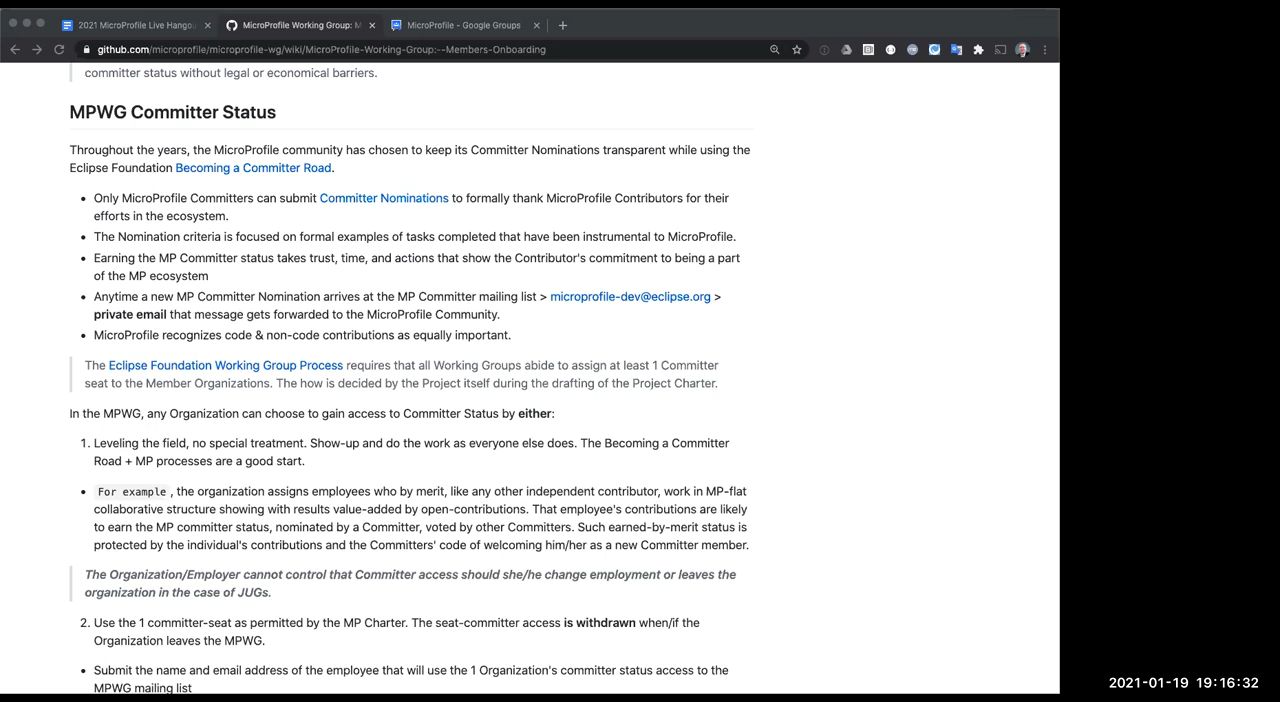 2021 MicroProfile Live Hangou
MicroProfile Working Group: M
MicroProfile - Google Groups
github.com/microprofile/microprofile-wg/wiki/MicroProfile-Working-Group:--Members-Onboarding
committer status without legal or economical barriers.
MPWG Committer Status
Throughout the years, the MicroProfile community has chosen to keep its Committer Nominations transparent while using the
Eclipse Foundation Becoming a Committer Road.
• Only MicroProfile Committers can submit Committer Nominations to formally thank MicroProfile Contributors for their
efforts in the ecosystem.
• The Nomination criteria is focused on formal examples of tasks completed that have been instrumental to MicroProfile.
• Earning the MP Committer status takes trust, time, and actions that show the Contributor's commitment to being a part
of the MP ecosystem
• Anytime a new MP Committer Nomination arrives at the MP Committer mailing list > microprofile-dev@eclipse.org >
private email that message gets forwarded to the MicroProfile Community.
• MicroProfile recognizes code & non-code contributions as equally important.
The Eclipse Foundation Working Group Process requires that all Working Groups abide to assign at least 1 Committer
seat to the Member Organizations. The how is decided by the Project itself during the drafting of the Project Charter.
In the MPWG, any Organization can choose to gain access to Committer Status by either:
1. Leveling the field, no special treatment. Show-up and do the work as everyone else does. The Becoming a Committer
Road + MP processes are a good start.
• For example, the organization assigns employees who by merit, like any other independent contributor, work in MP-flat
collaborative structure showing with results value-added by open-contributions. That employee's contributions are likely
to earn the MP committer status, nominated by a Committer, voted by other Committers. Such earned-by-merit status is
protected by the individual's contributions and the Committers' code of welcoming him/her as a new Committer member.
The Organization/Employer cannot control that Committer access should she/he change employment or leaves the
organization in the case of JUGs.
2. Use the 1 committer-seat as permitted by the MP Charter. The seat-committer access is withdrawn when/if the
Organization leaves the MPWG.
• Submit the name and email address of the employee that will use the 1 Organization's committer status access to the
MPWG mailing list
2021-01-19 19:16:32